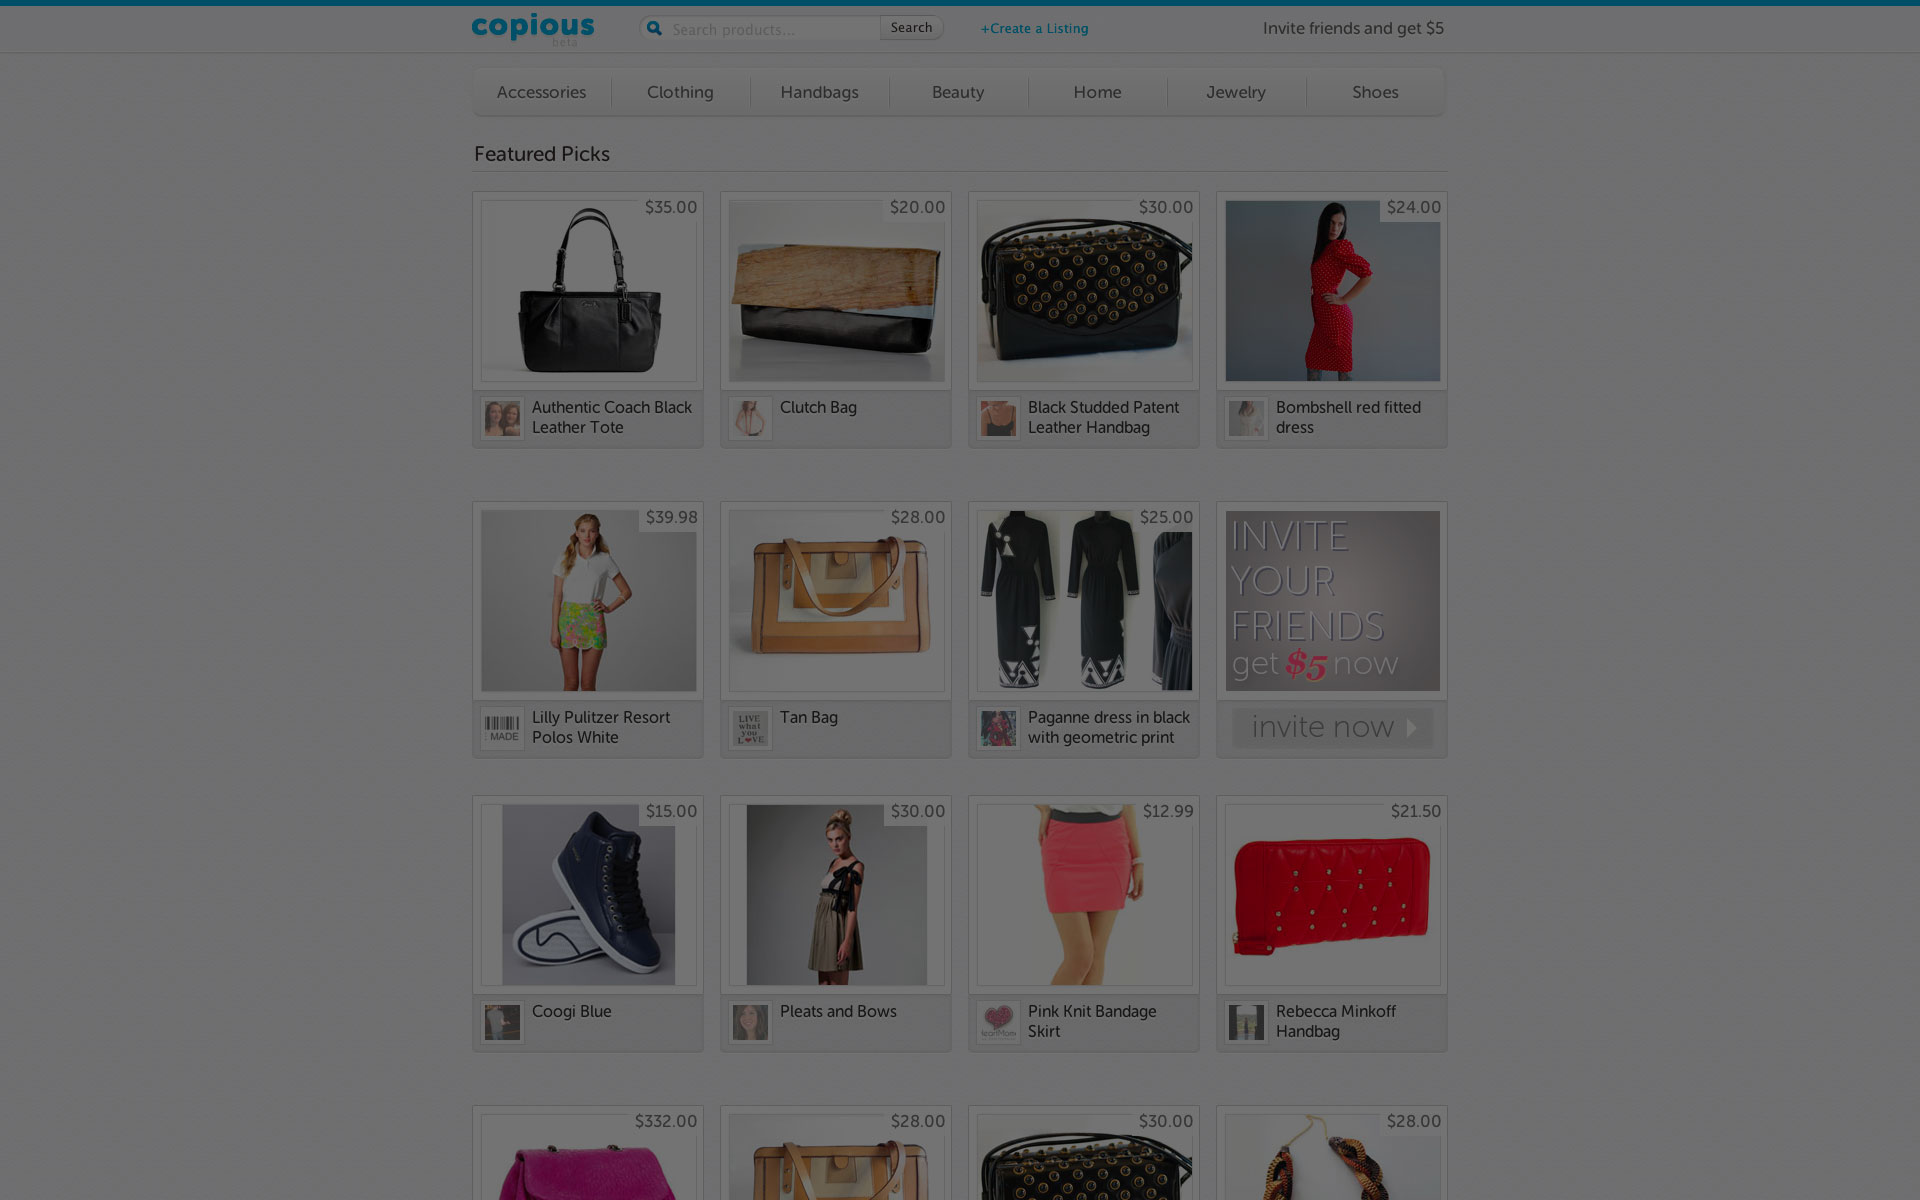 copious
beta
Search products...
Search
+Create a Listing
Invite friends and get $5
Accessories
Clothing
Handbags
Beauty
Home
Jewelry
Shoes
Featured Picks
$35.00
$20.00
$30.00
$24.00
Authentic Coach Black
Leather Tote
Clutch Bag
Black Studded Patent
Leather Handbag
Bombshell red fitted
dress
$39.98
$28.00
$25.00
INVITE
YOUR
FRIENDS
get $5 now
MADE
Lilly Pulitzer Resort
Polos White
LIVE
what
you
LOVE
Tan Bag
Paganne dress in black
with geometric print
invite now
$15.00
$30.00
$12.99
$21.50
Coogi Blue
Pleats and Bows
Pink Knit Bandage
Skirt
Rebecca Minkoff
Handbag
$332.00
$28.00
$30.00
$28.00